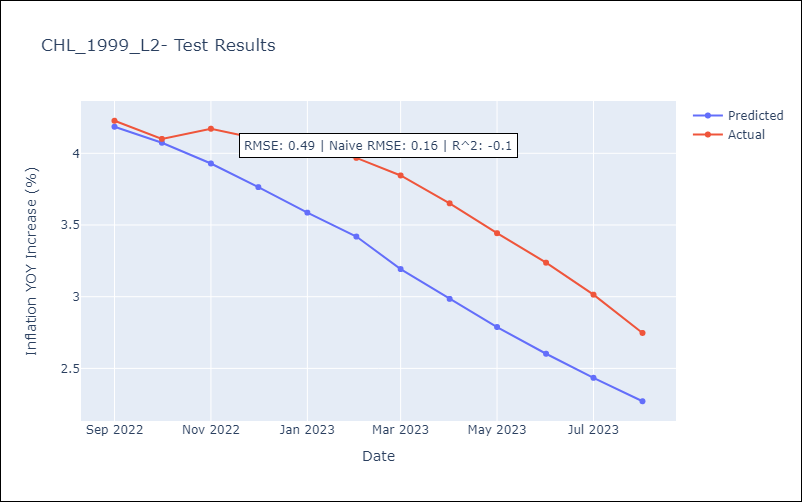 CHL_1999_L2- Test Results
Predicted
Actual
RMSE: 0.49 | Naive RMSE: 0.16 | R^2: -0.1
Inflation YOY Increase (%)
4
3.5
3
2.5
Sep 2022
Nov 2022
Jan 2023
Mar 2023
May 2023
Jul 2023
Date